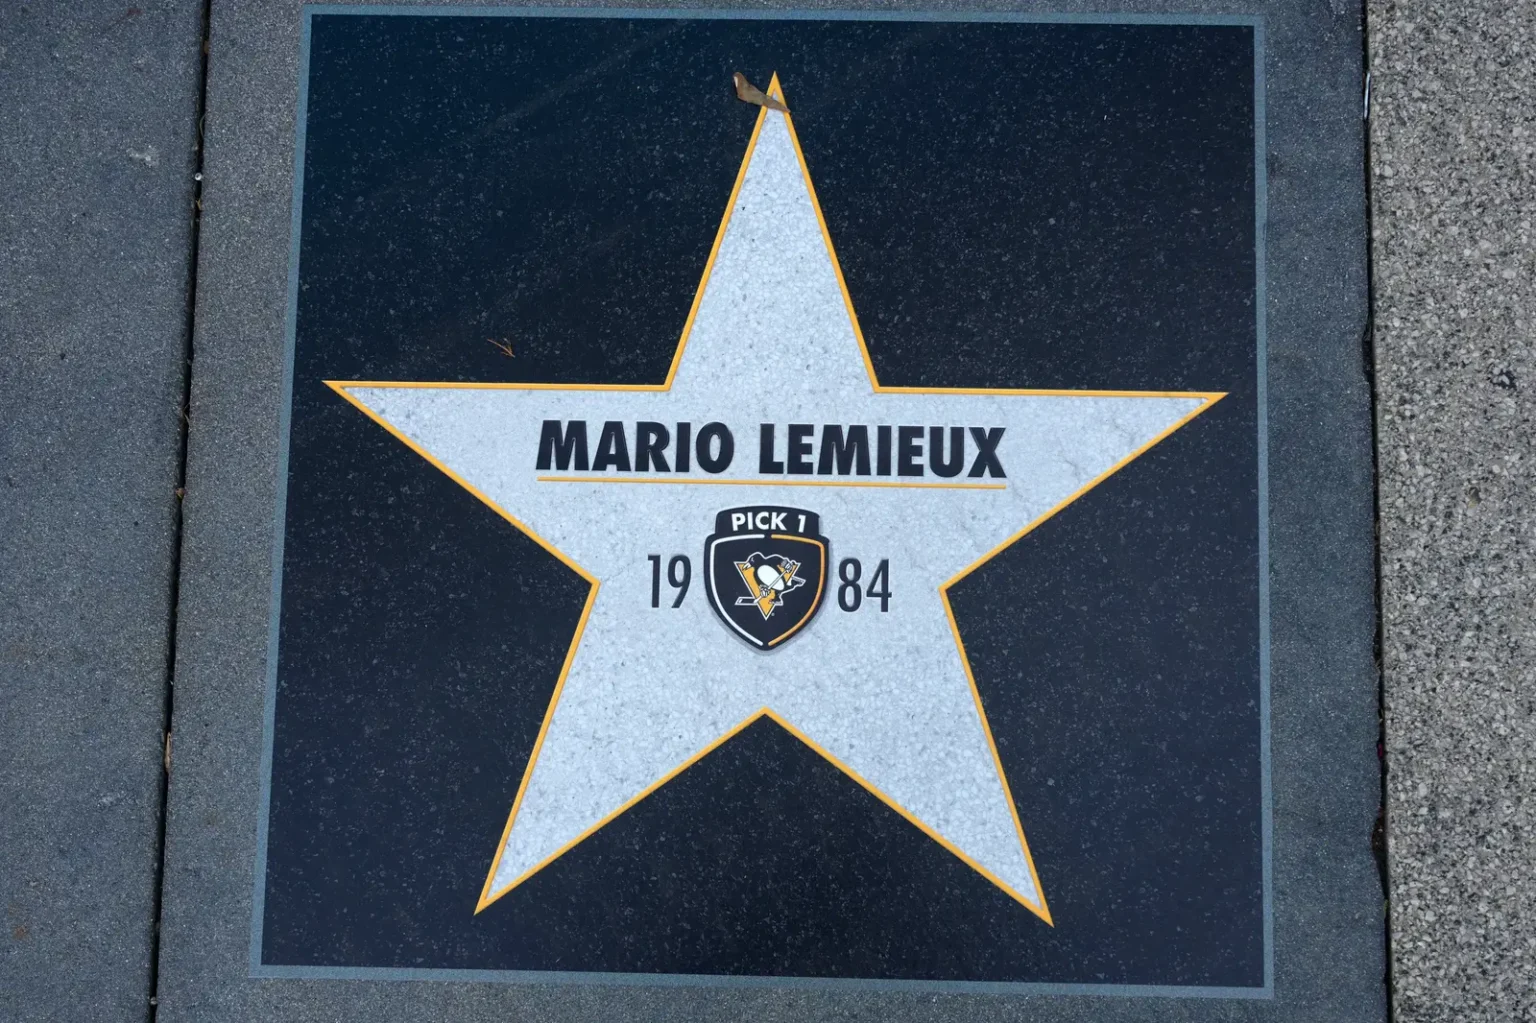 MARIO LEMIEUX
PICK 1
19 84